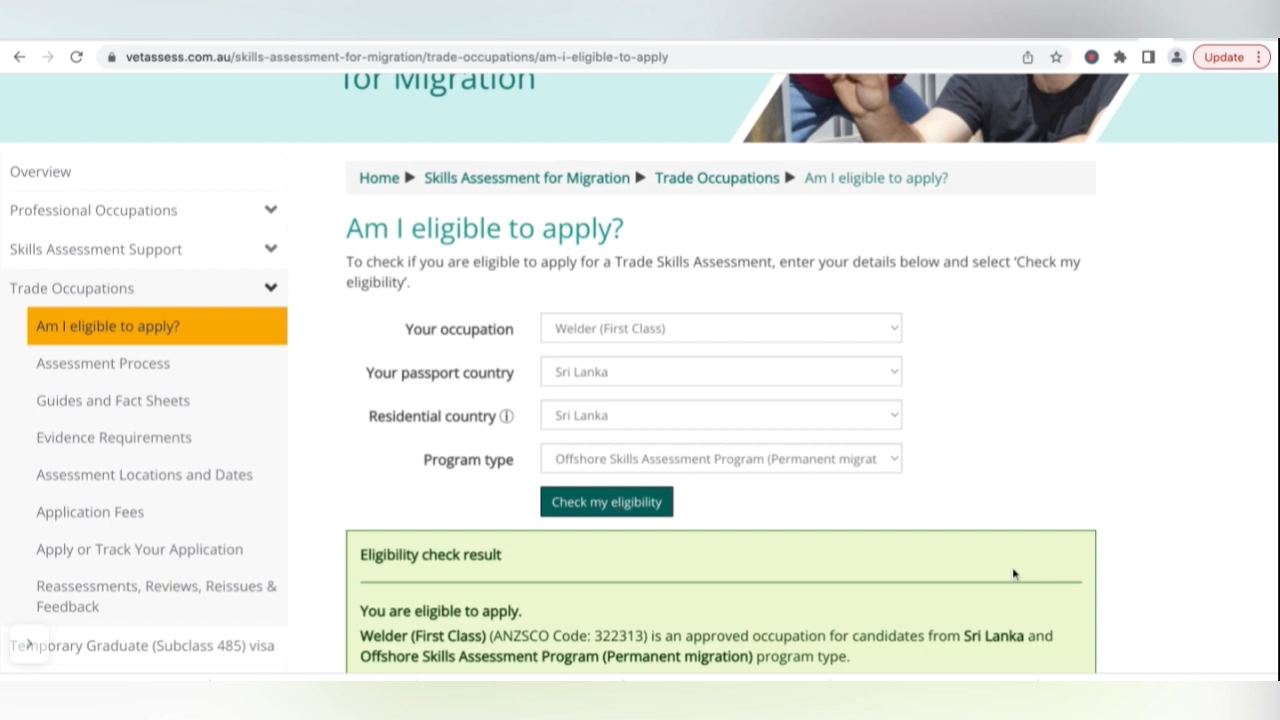 vetassess.com.au/skills-assessment-for-migration/trade-occupations/am-i-eligible-to-apply
Update
for Migration
Overview
Professional Occupations
Skills Assessment Support
Trade Occupations
Am I eligible to apply?
Assessment Process
Guides and Fact Sheets
Evidence Requirements
Assessment Locations and Dates
Application Fees
Apply or Track Your Application
Reassessments, Reviews, Reissues &
Feedback
Temporary Graduate (Subclass 485) visa
Home ▶ Skills Assessment for Migration ▶ Trade Occupations ▶ Am I eligible to apply?
Am I eligible to apply?
To check if you are eligible to apply for a Trade Skills Assessment, enter your details below and select ‘Check my
eligibility’.
Your occupation Welder (First Class)
Your passport country Sri Lanka
Residential country Sri Lanka
Program type Offshore Skills Assessment Program (Permanent migrat
Check my eligibility
Eligibility check result
You are eligible to apply.
Welder (First Class) (ANZSCO Code: 322313) is an approved occupation for candidates from Sri Lanka and
Offshore Skills Assessment Program (Permanent migration) program type.